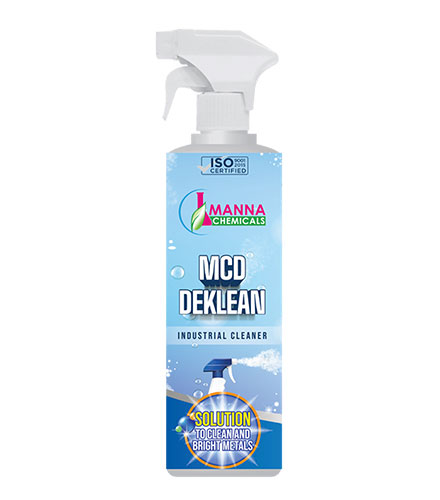 ISO 9001 2015
CERTIFIED
MANNA
CHEMICALS
MCD
DEKLEAN
INDUSTRIAL CLEANER
SOLUTION
TO CLEAN AND
BRIGHT METALS